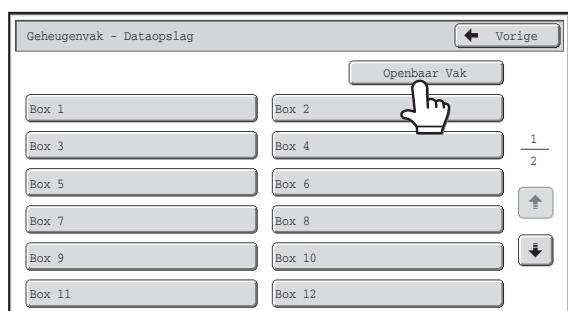 Geheugenvak - Dataopslag Vorige
Openbaar Vak
Box 1 Box 2
Box 3 Box 4
1
2
Box 5 Box 6
Box 7 Box 8
Box 9 Box 10
Box 11 Box 12